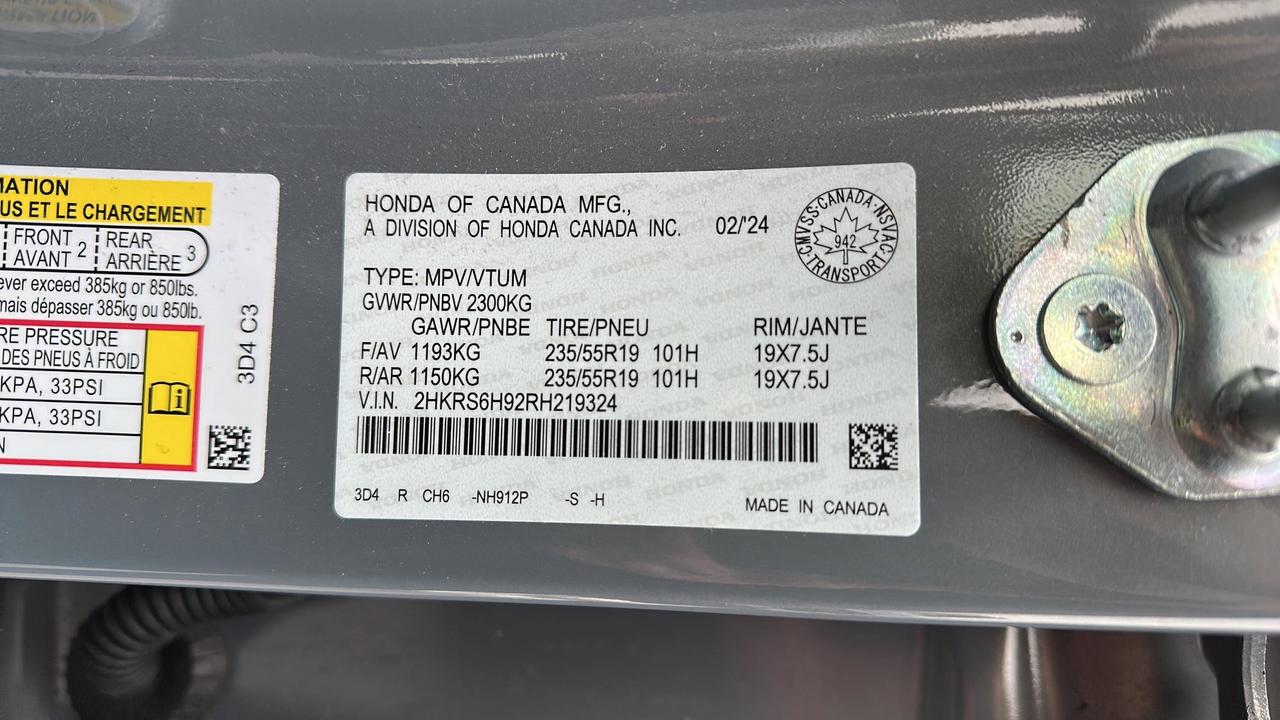 MATION
US ET LE CHARGEMENT
FRONT
AVANT 2
REAR
ARRIÈRE 3
ever exceed 385kg or 850lbs.
mais dépasser 385kg ou 850lb.
RE PRESSURE
DES PNEUS À FROID
KPA, 33PSI
KPA, 33PSI
N
3D4 C3
HONDA OF CANADA MFG.,
A DIVISION OF HONDA CANADA INC. 02/'24
CMVSS·CANADA·NSVAC·TRANSPORT·
942
TYPE: MPV/VTUM
GVWR/PNBV 2300KG
GAWR/PNBE TIRE/PNEU RIM/JANTE
F/AV 1193KG 235/55R19 101H 19X7.5J
R/AR 1150KG 235/55R19 101H 19X7.5J
V.I.N. 2HKRS6H92RH219324
3D4 R CH6 -NH912P -S -H
MADE IN CANADA